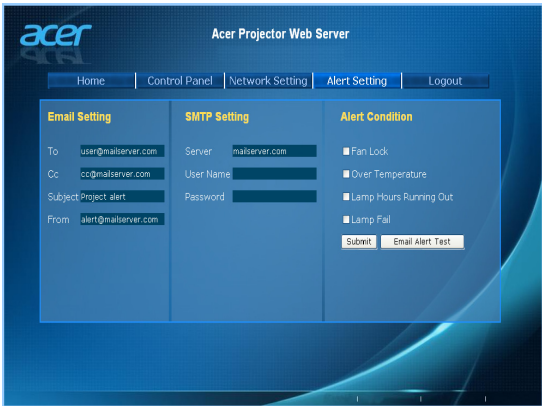 acer
Acer Projector Web Server
Home
Control Panel
Network Setting
Alert Setting
Logout
Email Setting
To user@mailserver.com
Cc cc@mailserver.com
Subject Project alert
From alert@mailserver.com
SMTP Setting
Server mailserver.com
User Name
Password
Alert Condition
Fan Lock
Over Temperature
Lamp Hours Running Out
Lamp Fail
Submit
Email Alert Test